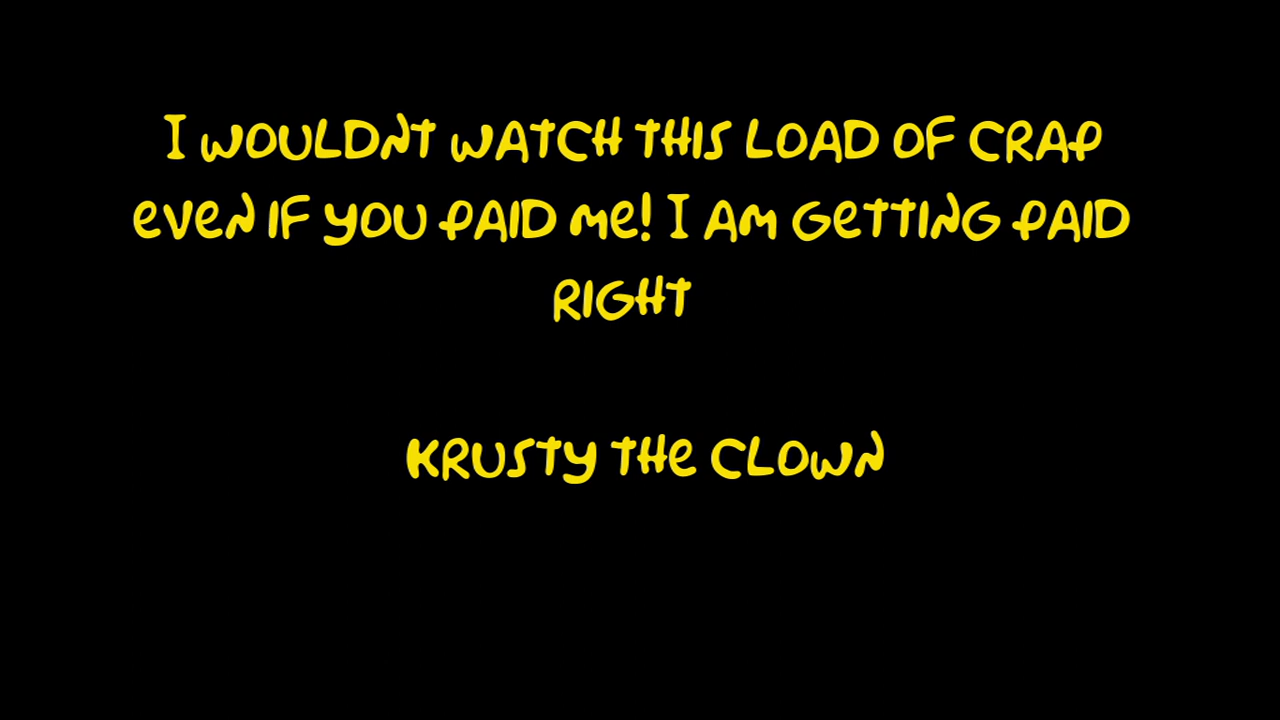 I WOULDNT WATCH THIS LOAD OF CRAP
EVEN IF YOU PAID ME! I AM GETTING PAID
RIGHT
KRUSTY THE CLOWN